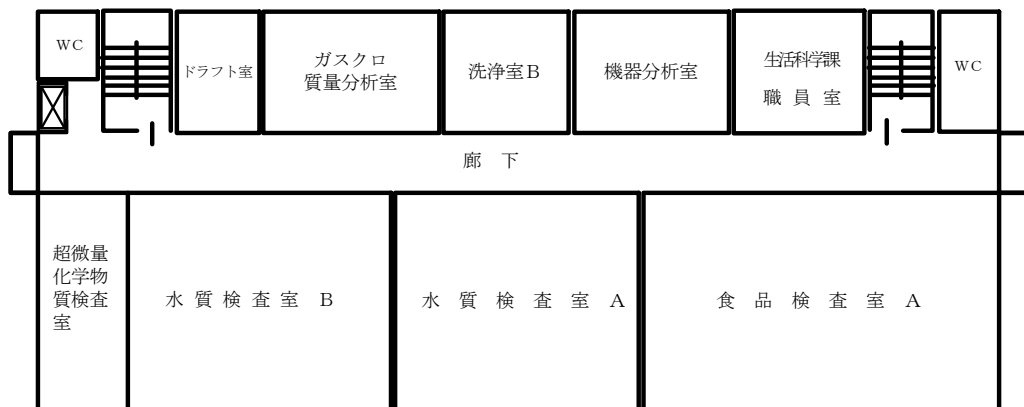 WC
ドラフト室
ガスクロ
質量分析室
洗浄室B
機器分析室
生活科学課
職員室
WC
廊下
超微量
化学物
質検査
室
水質検査室 B
水質検査室 A
食品検査室 A